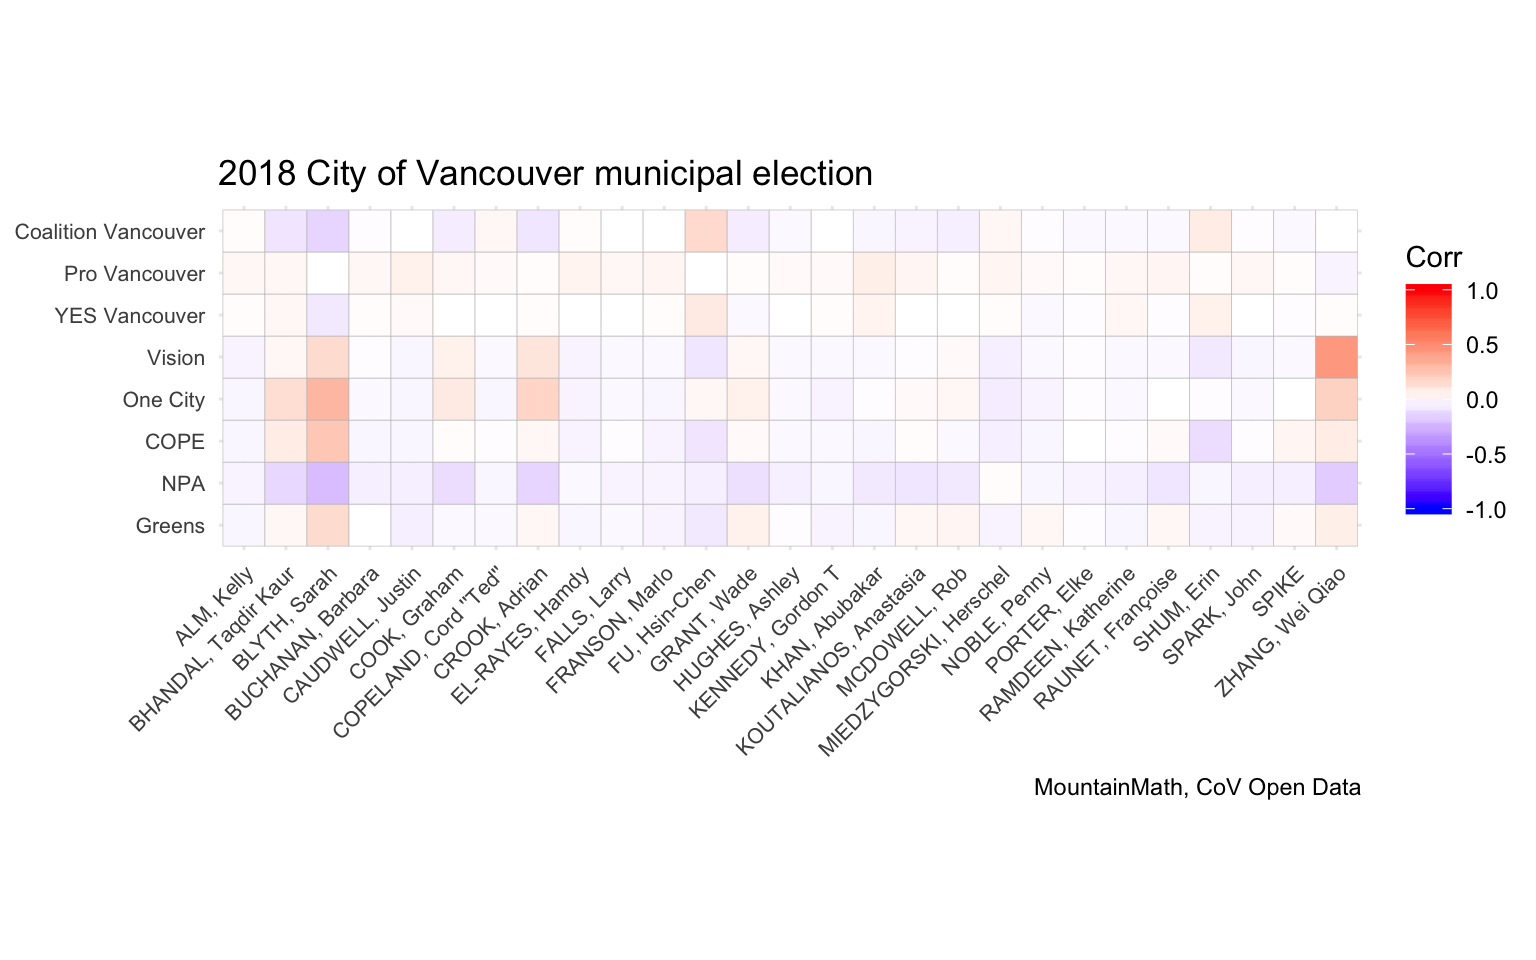 2018 City of Vancouver municipal election
Coalition Vancouver
Pro Vancouver
YES Vancouver
Vision
One City
COPE
NPA
Greens
ALM, Kelly
BHANDAL, Taqdir Kaur
BLYTH, Sarah
BUCHANAN, Barbara
CAUDWELL, Justin
COOK, Graham
COPELAND, Cord "Ted"
CROOK, Adrian
EL-RAYES, Hamdy
FALLS, Larry
FRANSON, Marlo
FU, Hsin-Chen
GRANT, Wade
HUGHES, Ashley
KENNEDY, Gordon T
KHAN, Abubakar
KOUTALIANOS, Anastasia
MCDOWELL, Rob
MIEDZYGORSKI, Herschel
NOBLE, Penny
PORTER, Elke
RAMDEEN, Katherine
RAUNET, Françoise
SHUM, Erin
SPARK, John
SPIKE
ZHANG, Wei Qiao
Corr
1.0
0.5
0.0
-0.5
-1.0
MountainMath, CoV Open Data